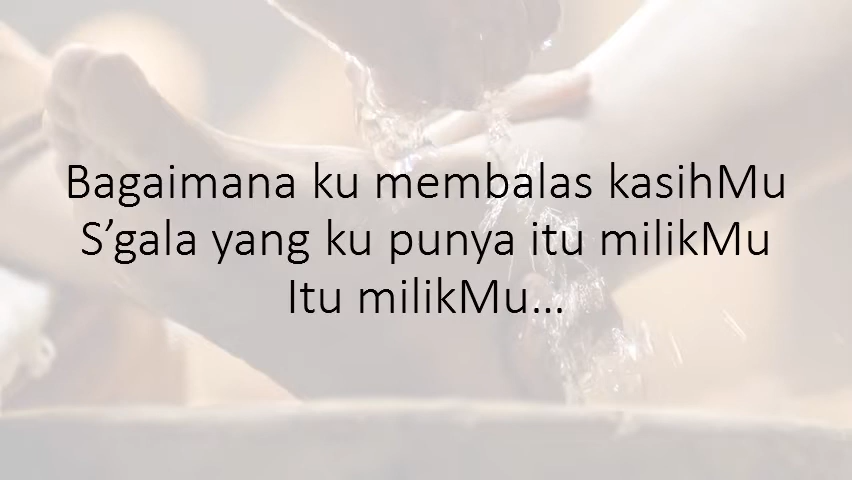 Bagaimana ku membalas kasihMu
S’gala yang ku punya itu milikMu
Itu milikMu...